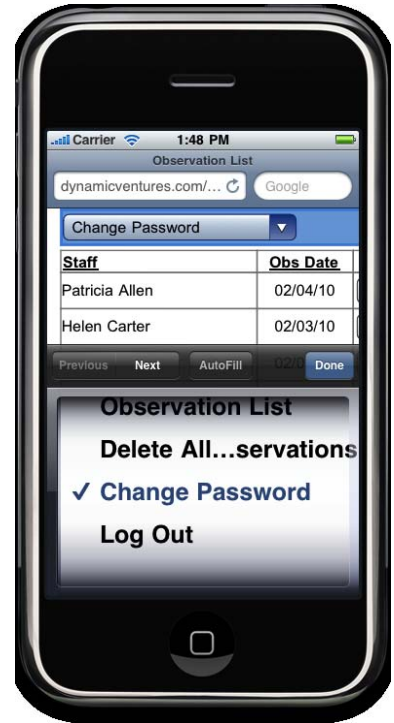 Carrier 1:48 PM
Observation List
dynamicventures.com/... Google
Change Password
Staff Obs Date
Patricia Allen 02/04/10
Helen Carter 02/03/10
Previous Next AutoFill Done
Observation List
Delete All...servations
✓ Change Password
Log Out